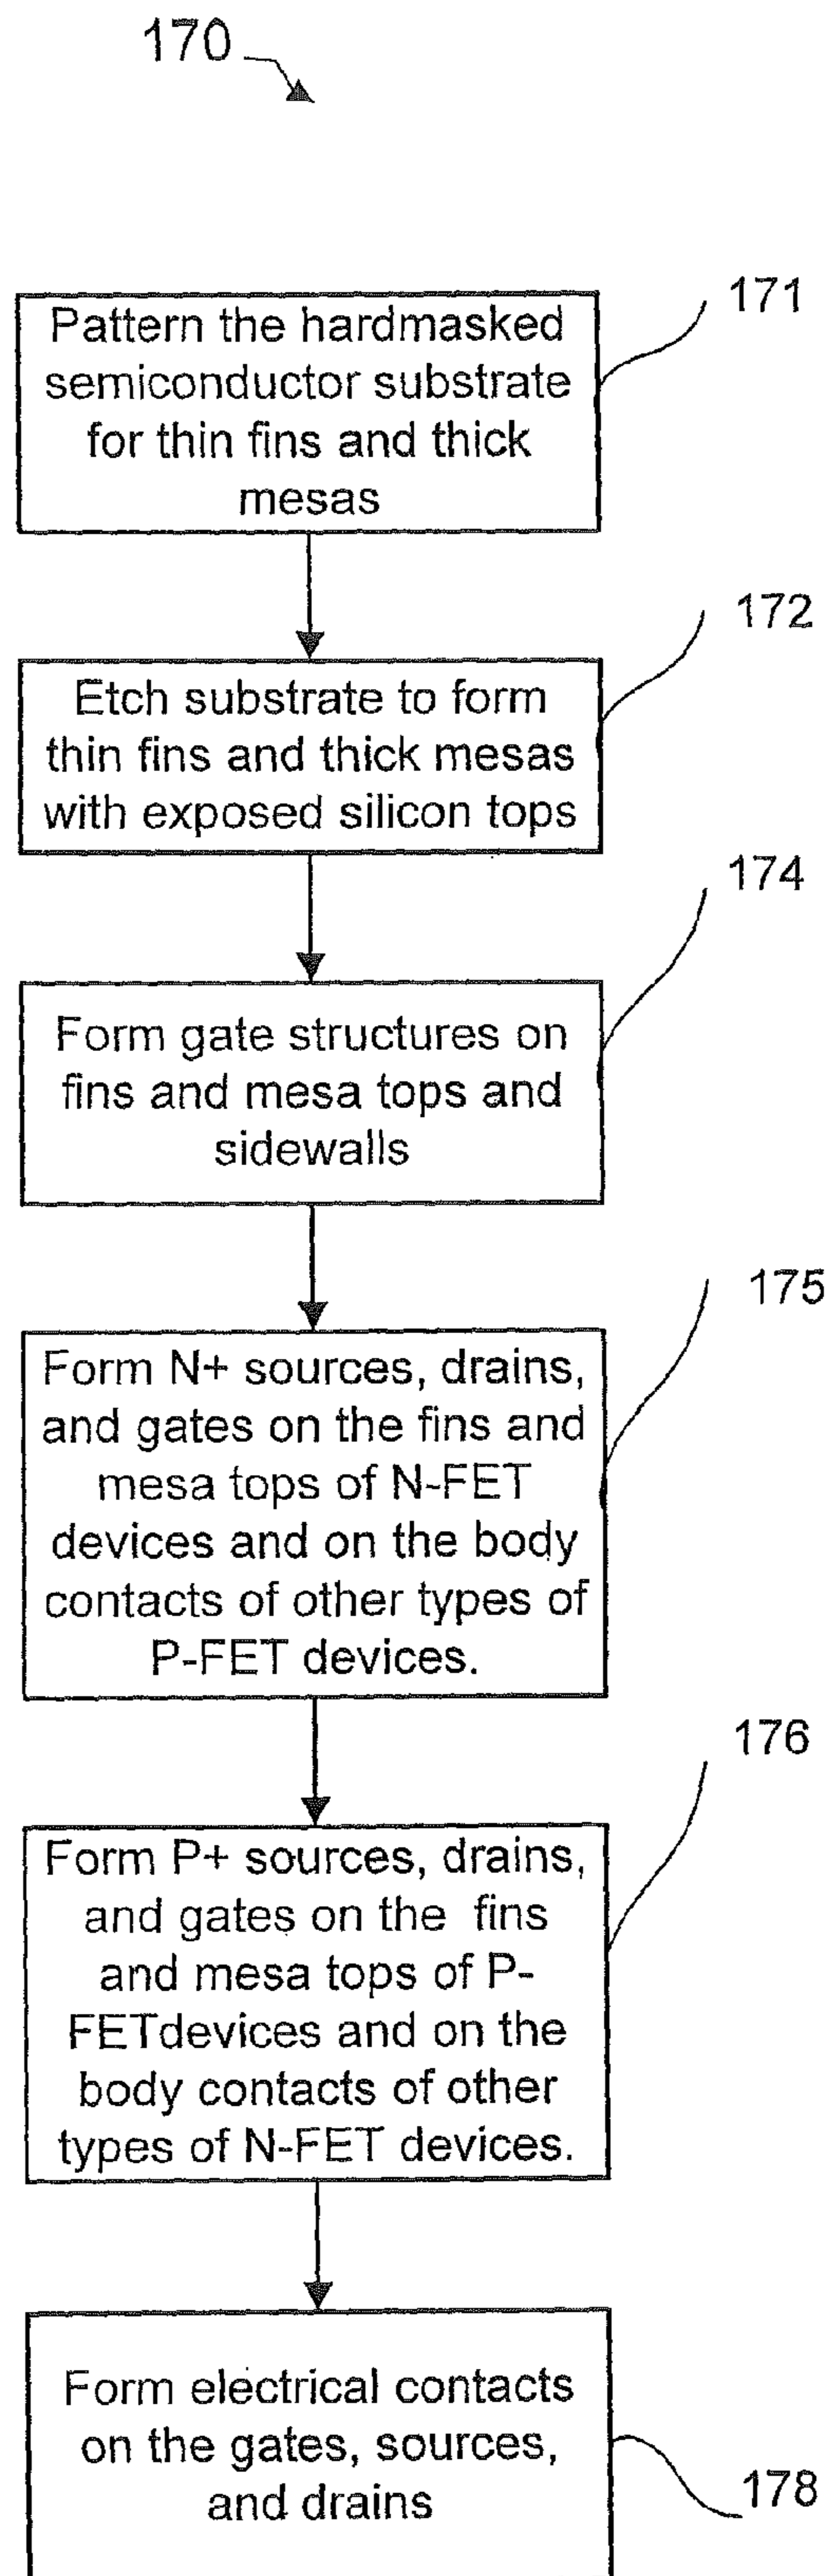 170
171
Pattern the hardmasked
semiconductor substrate
for thin fins and thick
mesas
172
Etch substrate to form
thin fins and thick mesas
with exposed silicon tops
174
Form gate structures on
fins and mesa tops and
sidewalls
175
Form N+ sources, drains,
and gates on the fins and
mesa tops of N-FET
devices and on the body
contacts of other types of
P-FET devices.
176
Form P+ sources, drains,
and gates on the fins
and mesa tops of P-
FETdevices and on the
body contacts of other
types of N-FET devices.
Form electrical contacts
on the gates, sources,
and drains
178